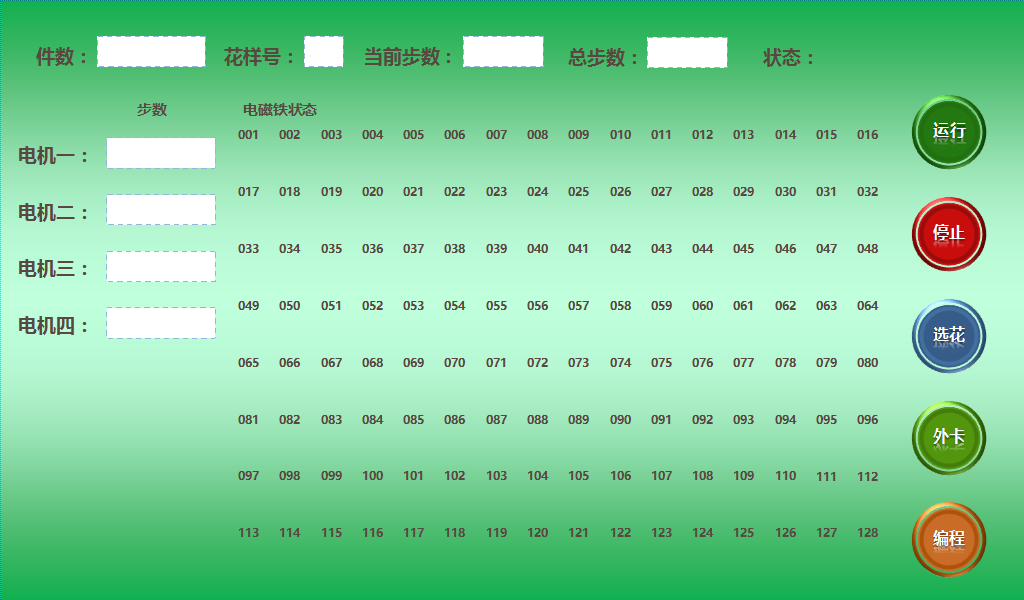 件数： 花样号： 当前步数： 总步数： 状态：
步数 电磁铁状态
001 002 003 004 005 006 007 008 009 010 011 012 013 014 015 016
运行
电机一：
017 018 019 020 021 022 023 024 025 026 027 028 029 030 031 032
电机二：
停止
033 034 035 036 037 038 039 040 041 042 043 044 045 046 047 048
电机三：
049 050 051 052 053 054 055 056 057 058 059 060 061 062 063 064
电机四：
选花
065 066 067 068 069 070 071 072 073 074 075 076 077 078 079 080
081 082 083 084 085 086 087 088 089 090 091 092 093 094 095 096
外卡
097 098 099 100 101 102 103 104 105 106 107 108 109 110 111 112
113 114 115 116 117 118 119 120 121 122 123 124 125 126 127 128
编程